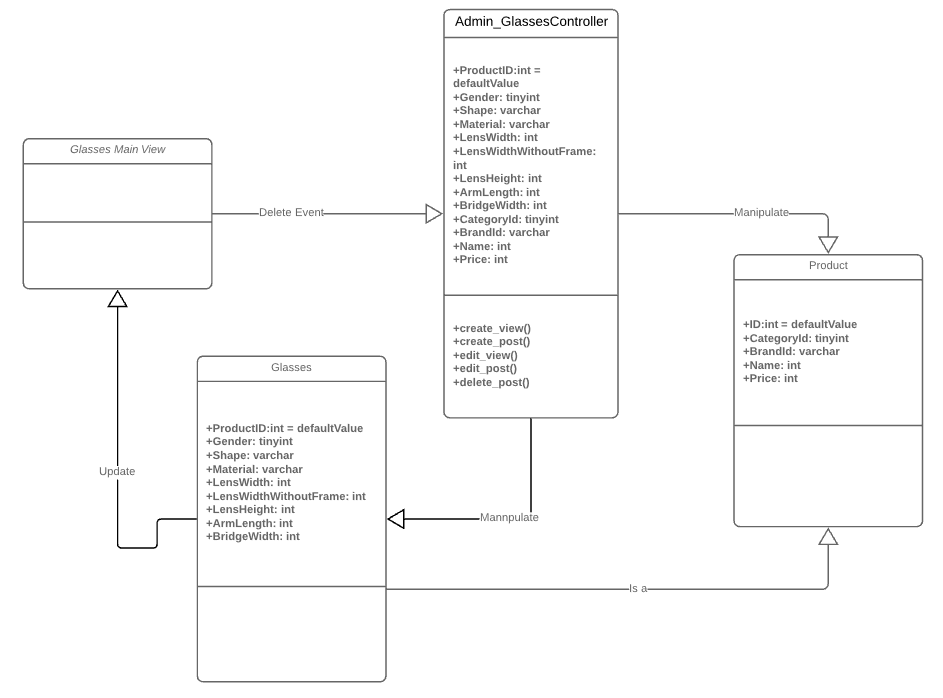 Admin_GlassesController
+ProductID:int =
defaultValue
+Gender: tinyint
+Shape: varchar
+Material: varchar
+LensWidth: int
+LensWidthWithoutFrame:
int
+LensHeight: int
+ArmLength: int
+BridgeWidth: int
+CategoryId: tinyint
+BrandId: varchar
+Name: int
+Price: int
+create_view()
+create_post()
+edit_view()
+edit_post()
+delete_post()
Glasses Main View
Delete Event
Manipulate
Product
+ID:int = defaultValue
+CategoryId: tinyint
+BrandId: varchar
+Name: int
+Price: int
Glasses
+ProductID:int = defaultValue
+Gender: tinyint
+Shape: varchar
+Material: varchar
+LensWidth: int
+LensWidthWithoutFrame: int
+LensHeight: int
+ArmLength: int
+BridgeWidth: int
Update
Mannpulate
Is a